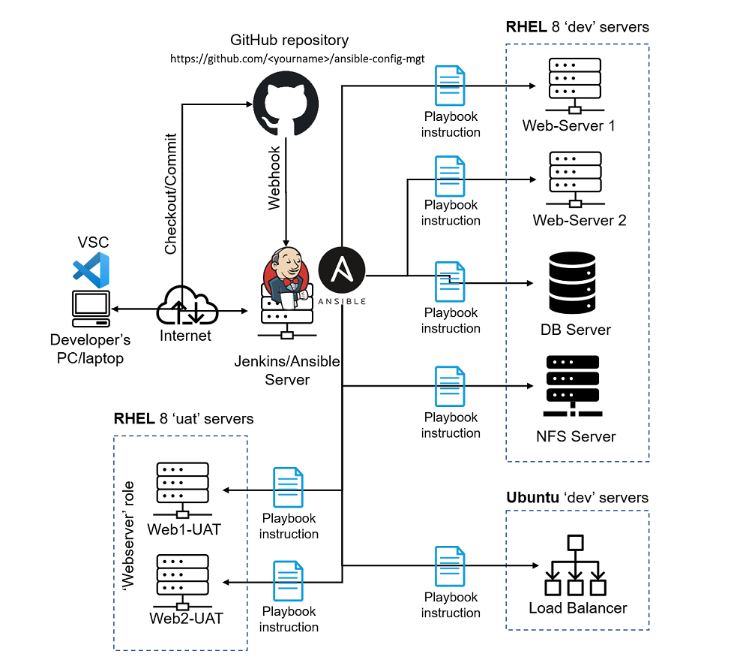 GitHub repository
https://github.com/<yourname>/ansible-config-mgt
RHEL 8 ‘dev’ servers
Playbook
instruction
Web-Server 1
Checkout/Commit
Webhook
Playbook
instruction
Web-Server 2
VSC
Developer’s
PC/laptop
Internet
ANSIBLE
Jenkins/Ansible
Server
Playbook
instruction
DB Server
Playbook
instruction
NFS Server
RHEL 8 ‘uat’ servers
‘Webserver’ role
Web1-UAT
Playbook
instruction
Web2-UAT
Playbook
instruction
Ubuntu ‘dev’ servers
Playbook
instruction
Load Balancer